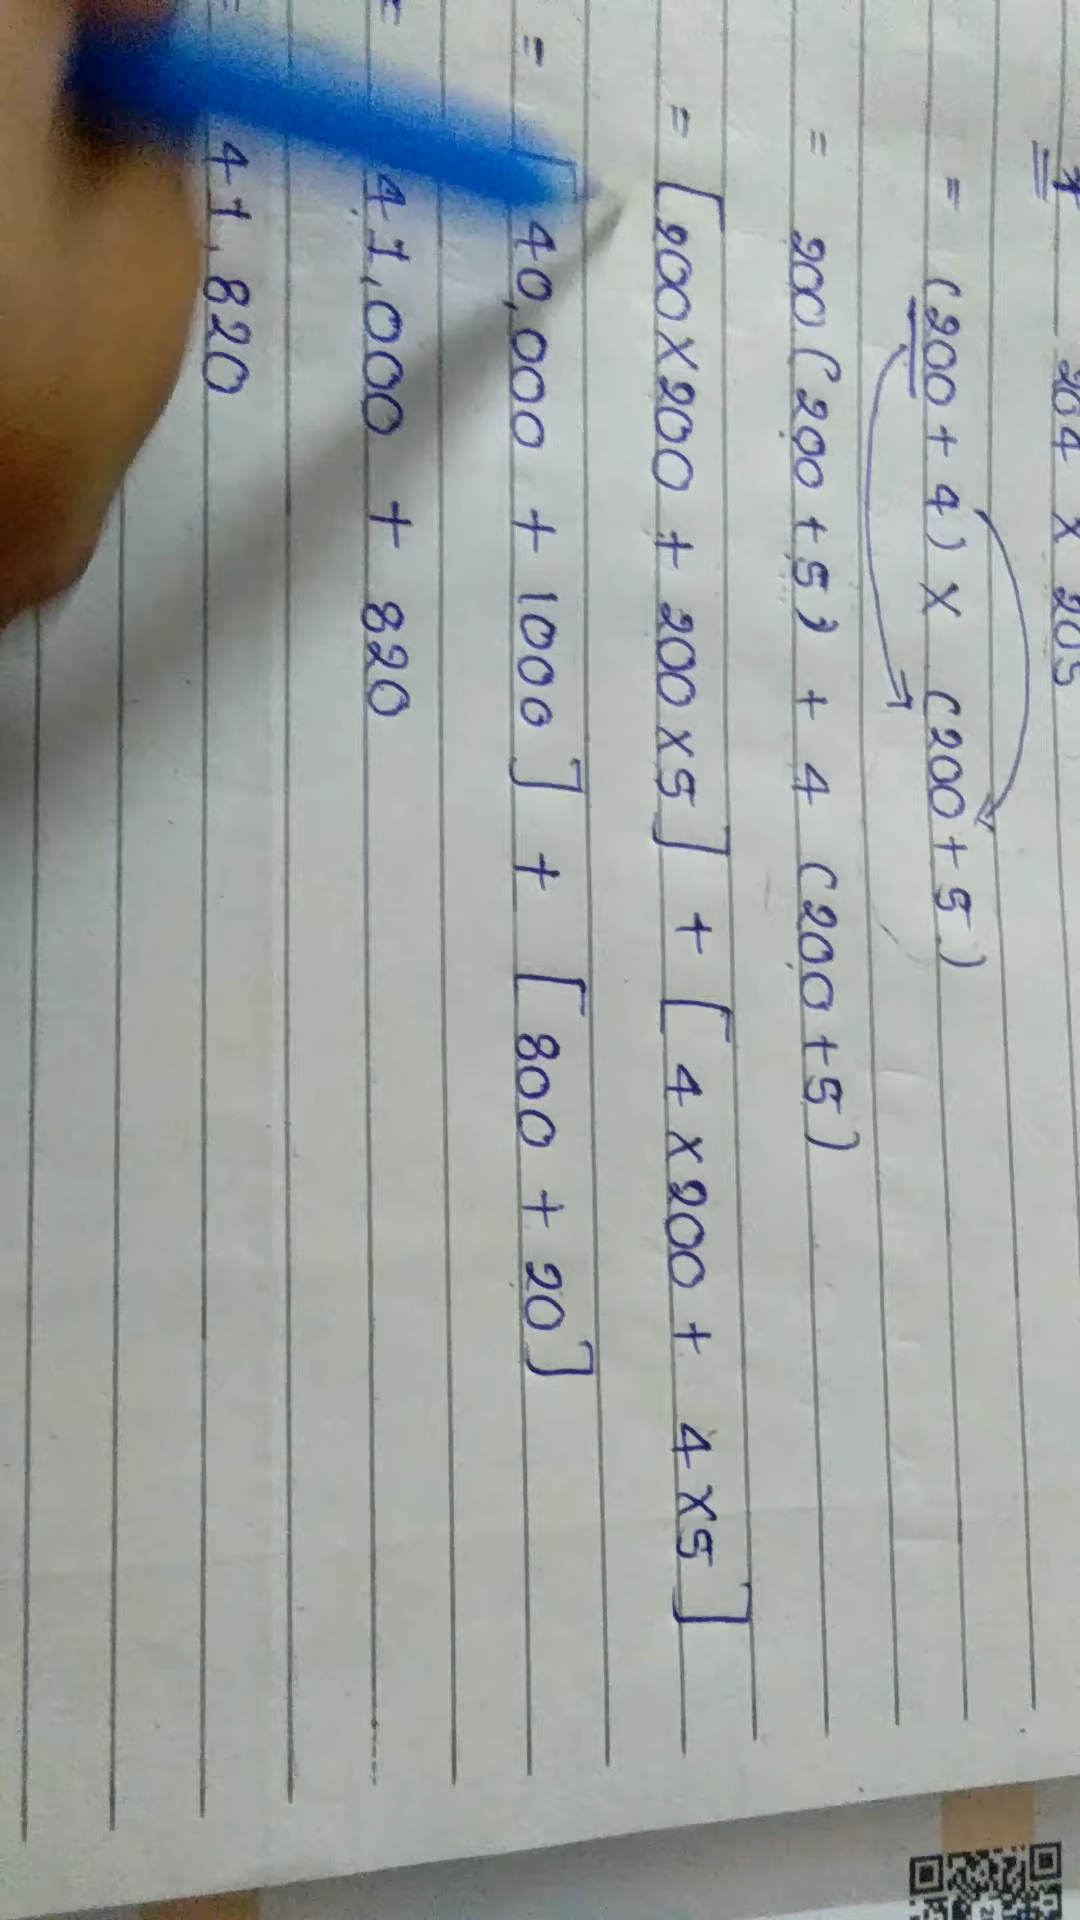 204 X 205
= (200 + 4) X (200 + 5)
= 200 (200 + 5) + 4 (200 + 5)
= [200 X 200 + 200 X 5] + [4 X 200 + 4 X 5]
= [40,000 + 1000] + [800 + 20]
= 41,000 + 820
= 41,820